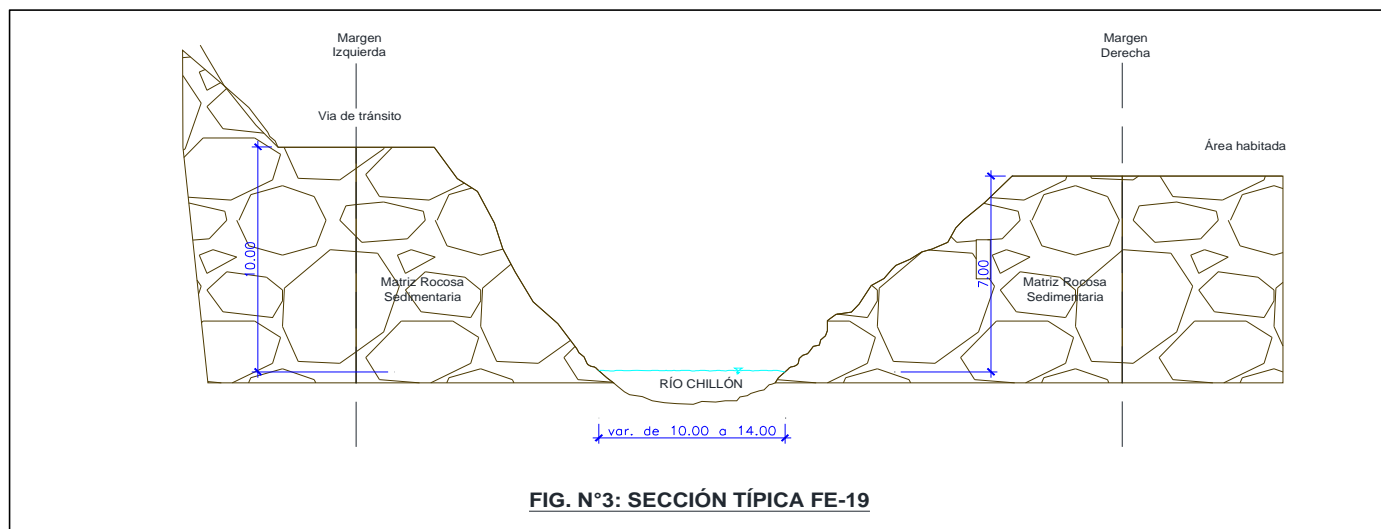 Margen
Izquierda
Margen
Derecha
Via de tránsito
Área habitada
10.00
7.00
Matriz Rocosa
Sedimentaria
Matriz Rocosa
Sedimentaria
RÍO CHILLÓN
var. de 10.00 a 14.00
FIG. N°3: SECCIÓN TÍPICA FE-19